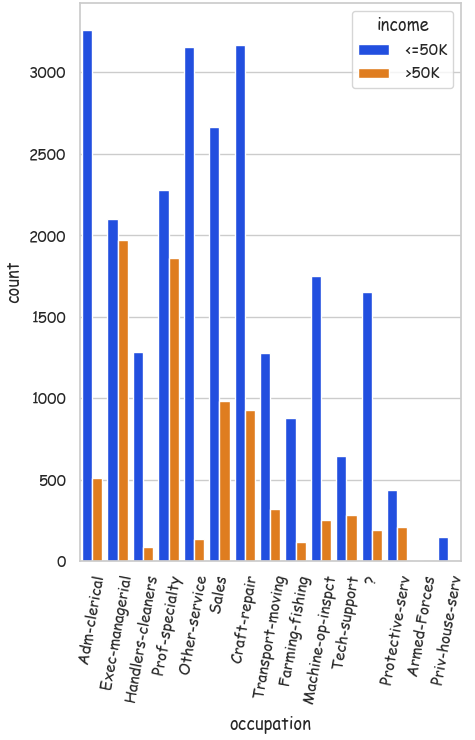 income
<=50K
>50K
3000
2500
2000
1500
1000
500
0
count
Adm-clerical
Exec-managerial
Handlers-cleaners
Prof-specialty
Other-service
Sales
Craft-repair
Transport-moving
Farming-fishing
Machine-op-inspct
Tech-support
?
Protective-serv
Armed-Forces
Priv-house-serv
occupation